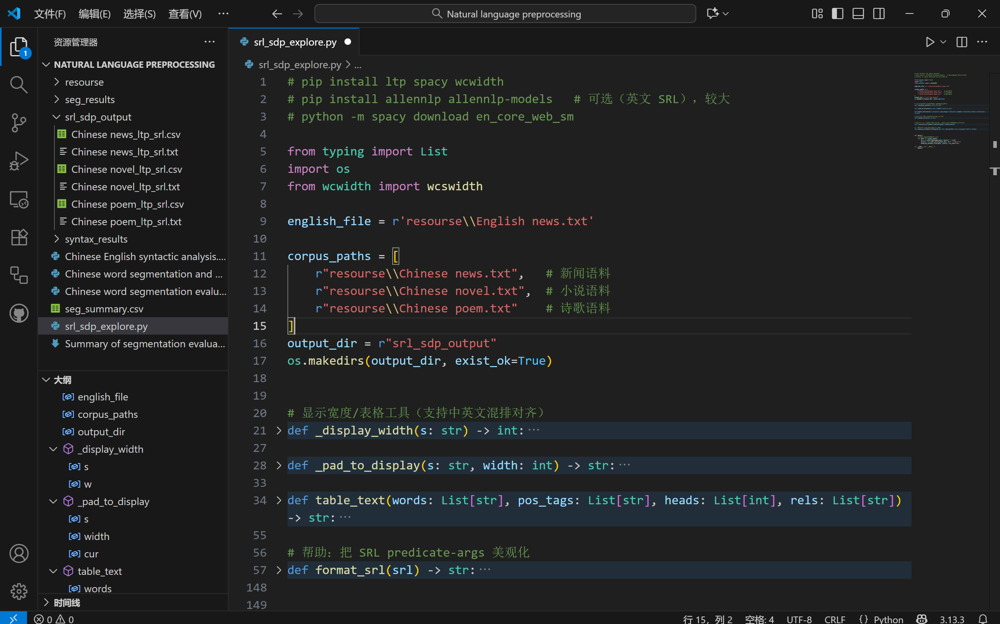 文件(F) 编辑(E) 选择(S) 查看(V) ··· Natural language preprocessing
资源管理器 ···
1
NATURAL LANGUAGE PREPROCESSING
resourse
seg_results
srl_sdp_output
Chinese news_ltp_srl.csv
Chinese news_ltp_srl.txt
Chinese novel_ltp_srl.csv
Chinese novel_ltp_srl.txt
Chinese poem_ltp_srl.csv
Chinese poem_ltp_srl.txt
syntax_results
Chinese English syntactic analysis....
Chinese word segmentation and ...
Chinese word segmentation evalu...
seg_summary.csv
srl_sdp_explore.py
Summary of segmentation evalua...
大纲
english_file
corpus_paths
output_dir
_display_width
s
w
_pad_to_display
s
width
cur
table_text
words
时间线
srl_sdp_explore.py
srl_sdp_explore.py > ...
1 # pip install ltp spacy wcwidth
2 # pip install allennlp allennlp-models   # 可选（英文 SRL），较大
3 # python -m spacy download en_core_web_sm
4
5 from typing import List
6 import os
7 from wcwidth import wcswidth
8
9 english_file = r'resourse\\English news.txt'
10
11 corpus_paths = [
12     r"resourse\\Chinese news.txt",   # 新闻语料
13     r"resourse\\Chinese novel.txt",  # 小说语料
14     r"resourse\\Chinese poem.txt"    # 诗歌语料
15 ]
16 output_dir = r"srl_sdp_output"
17 os.makedirs(output_dir, exist_ok=True)
18
19
20 # 显示宽度/表格工具（支持中英文混排对齐）
21 def _display_width(s: str) -> int:···
27
28 def _pad_to_display(s: str, width: int) -> str:···
33
34 def table_text(words: List[str], pos_tags: List[str], heads: List[int], rels: List[str])
-> str:···
55
56 # 帮助：把 SRL predicate-args 美观化
57 def format_srl(srl) -> str:···
148
149
0 0 行 15，列 2 空格: 4 UTF-8 CRLF {} Python 3.13.3